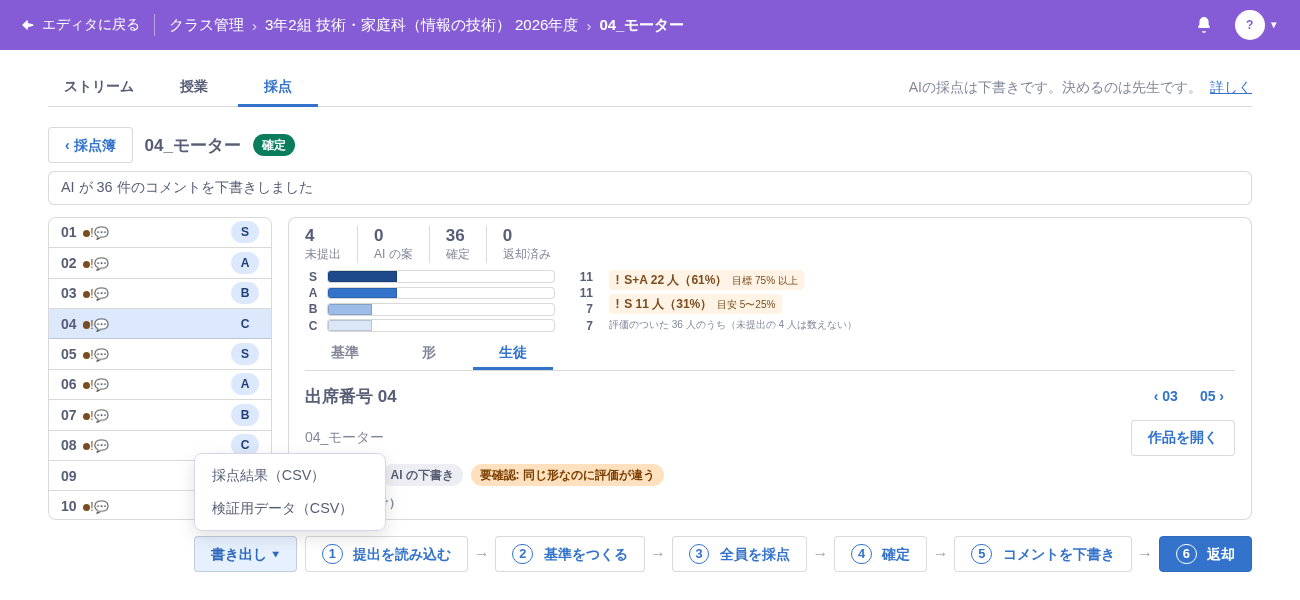 エディタに戻る クラス管理 › 3年2組 技術・家庭科（情報の技術） 2026年度 › 04_モーター ?
ストリーム 授業 採点 AIの採点は下書きです。決めるのは先生です。 詳しく
‹ 採点簿 04_モーター 確定
AI が 36 件のコメントを下書きしました
01 ! S
02 ! A
03 ! B
04 ! C
05 ! S
06 ! A
07 ! B
08 ! C
09
10 !
4 0 36 0
未提出 AI の案 確定 返却済み
S 11
A 11
B 7
C 7
! S+A 22 人（61%） 目標 75% 以上
! S 11 人（31%） 目安 5〜25%
評価のついた 36 人のうち（未提出の 4 人は数えない）
基準 形 生徒
出席番号 04 ‹ 03 05 ›
04_モーター 作品を開く
AI の下書き 要確認: 同じ形なのに評価が違う
採点結果（CSV）
検証用データ（CSV）
書き出し ▾ 1 提出を読み込む → 2 基準をつくる → 3 全員を採点 → 4 確定 → 5 コメントを下書き → 6 返却